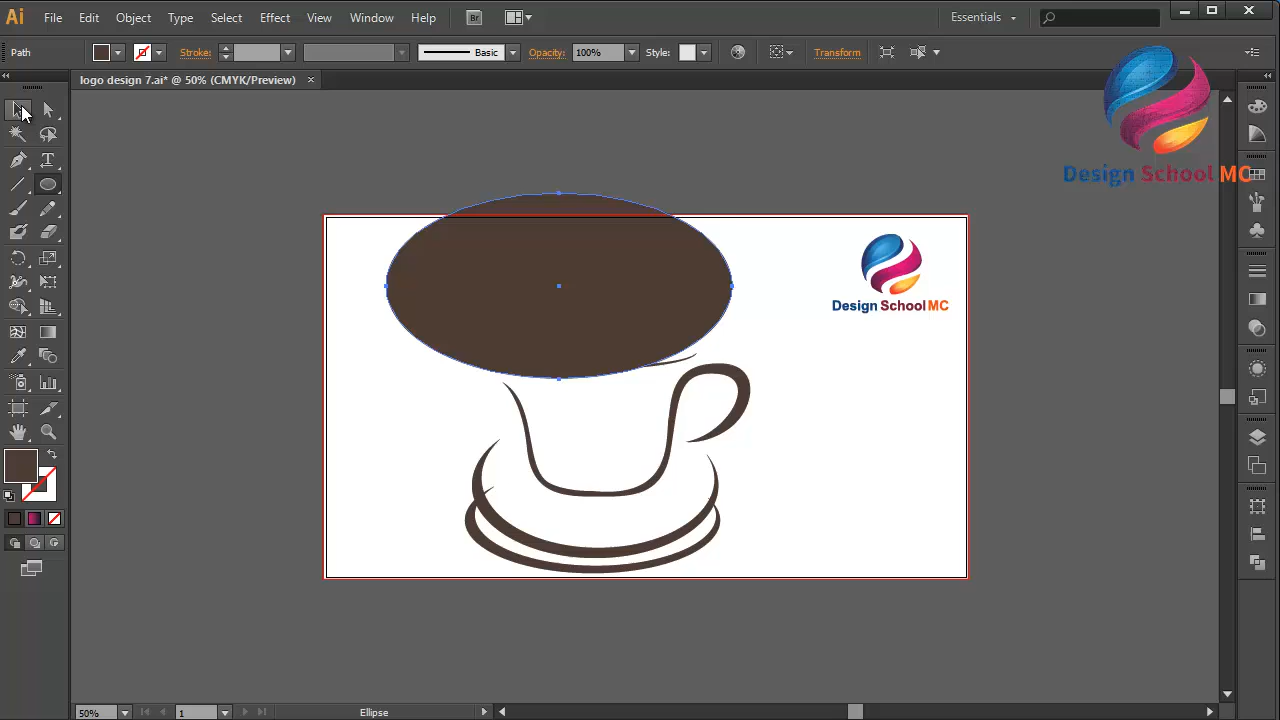 Ai File Edit Object Type Select Effect View Window Help Br Essentials
Path Stroke: Basic Opacity: 100% Style: Transform
logo design 7.ai* @ 50% (CMYK/Preview)
Design School MC
Design School MC
50% 1 Ellipse